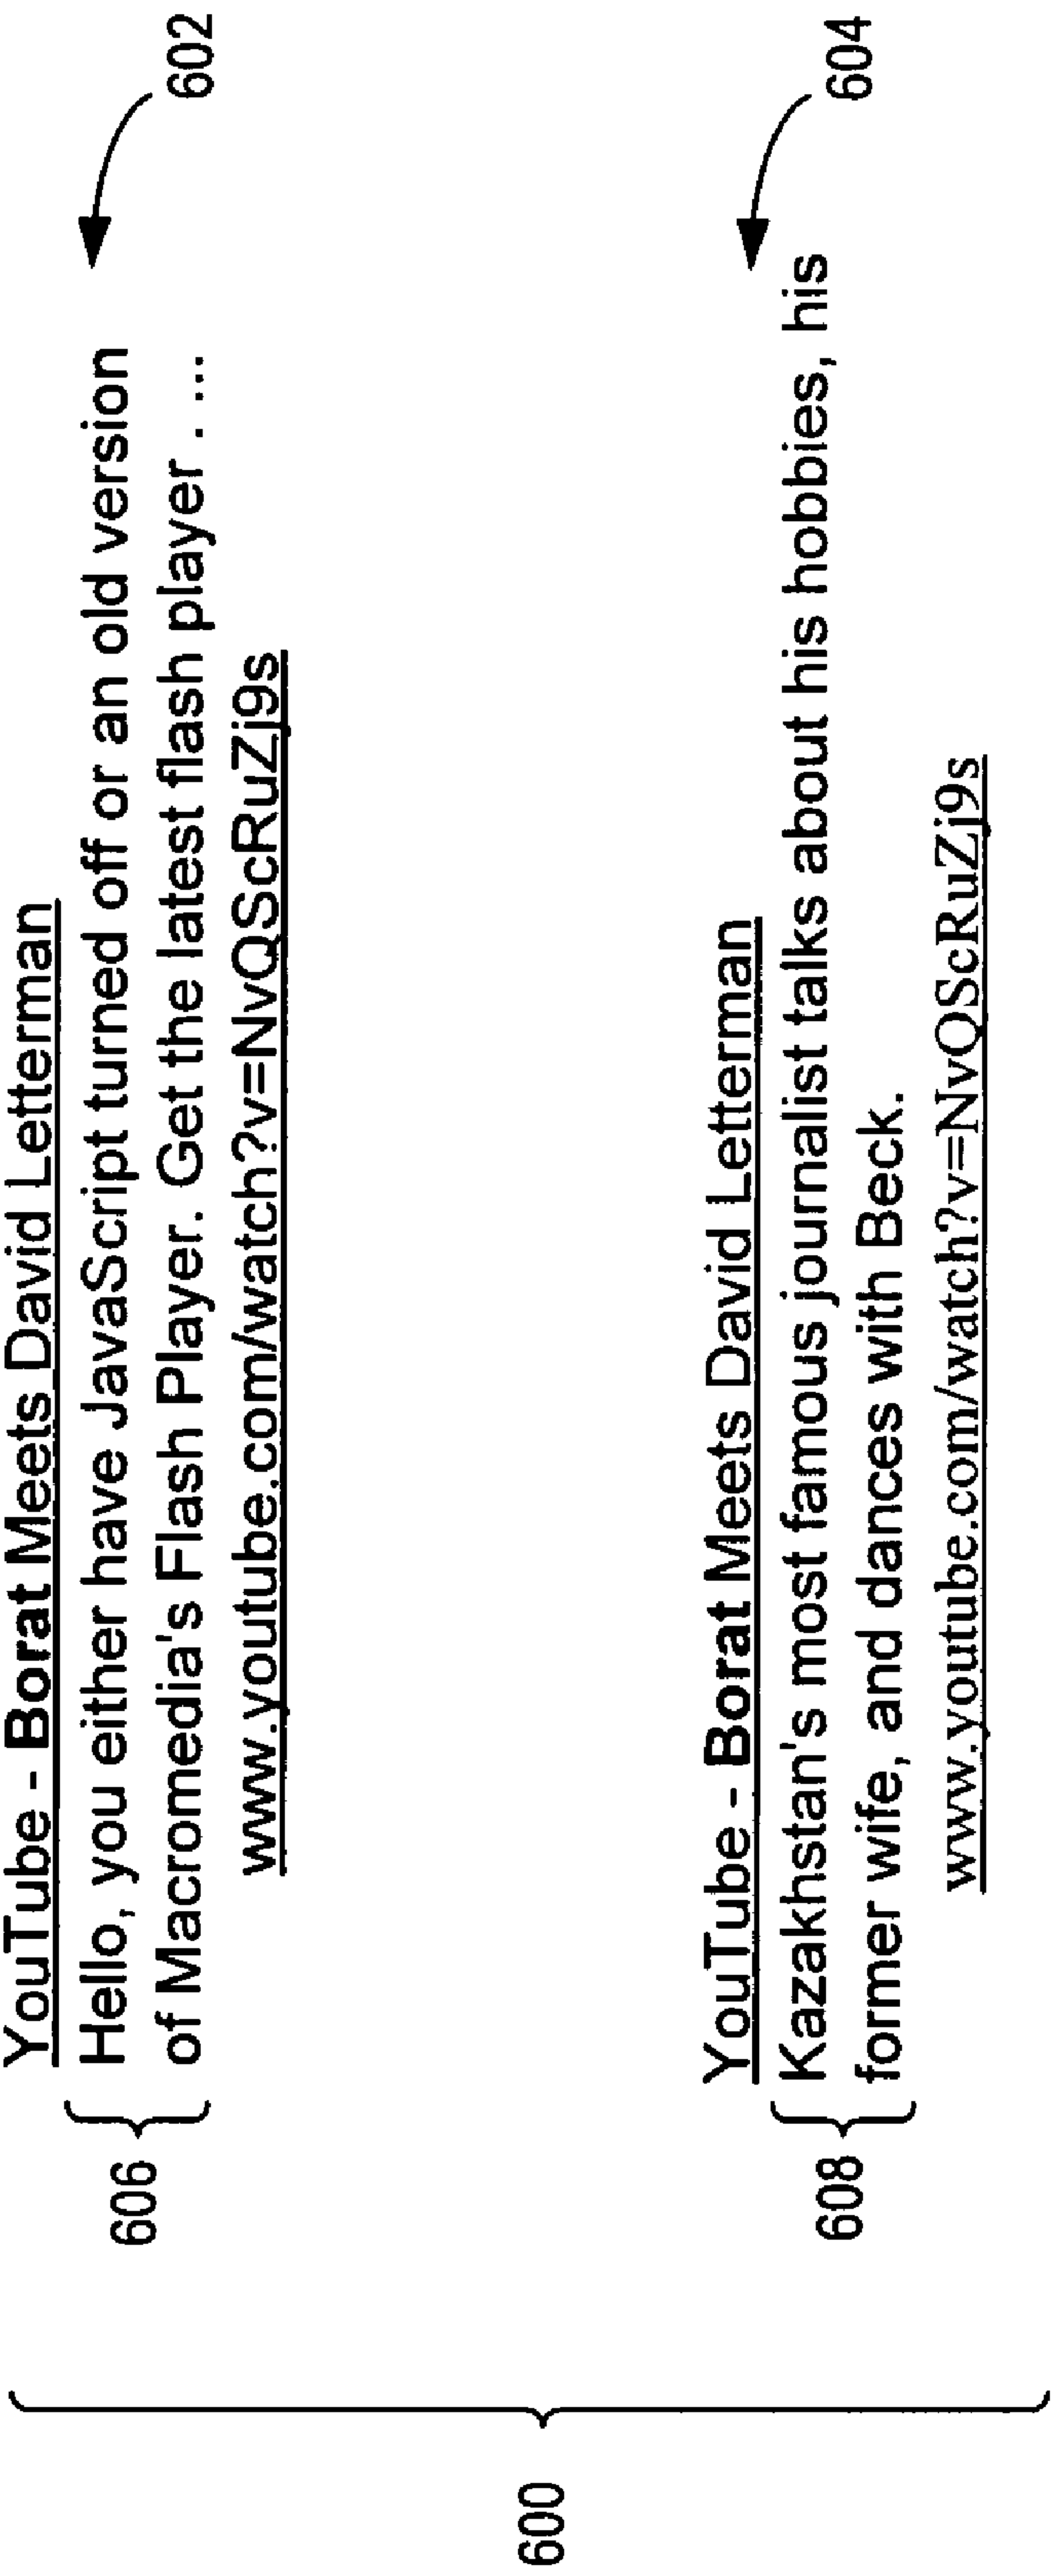 YouTube - Borat Meets David Letterman
Hello, you either have JavaScript turned off or an old version
of Macromedia's Flash Player. Get the latest flash player . ...
www.youtube.com/watch?v=NvQScRuZj9s
602
606
YouTube - Borat Meets David Letterman
Kazakhstan's most famous journalist talks about his hobbies, his
former wife, and dances with Beck.
www.youtube.com/watch?v=NvQScRuZj9s
604
608
600